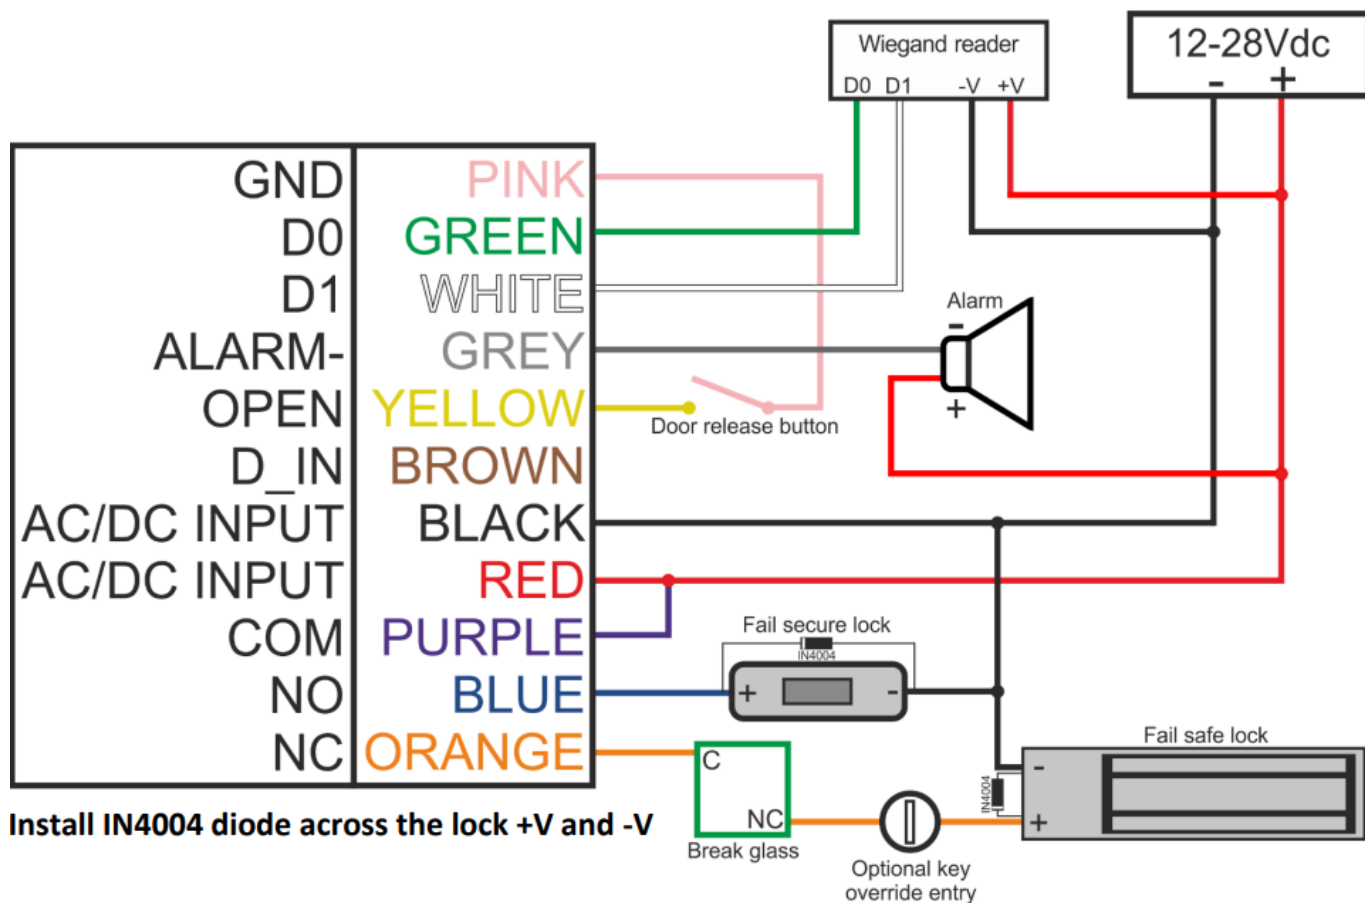 Wiegand reader
D0 D1 -V +V
12-28Vdc
- +
GND PINK
D0 GREEN
D1 WHITE
ALARM- GREY
OPEN YELLOW
D_IN BROWN
AC/DC INPUT BLACK
AC/DC INPUT RED
COM PURPLE
NO BLUE
NC ORANGE
Alarm
-
+
Door release button
Fail secure lock
IN4004
+ -
Fail safe lock
-
IN4004
+
C
NC
Break glass
Optional key
override entry
Install IN4004 diode across the lock +V and -V